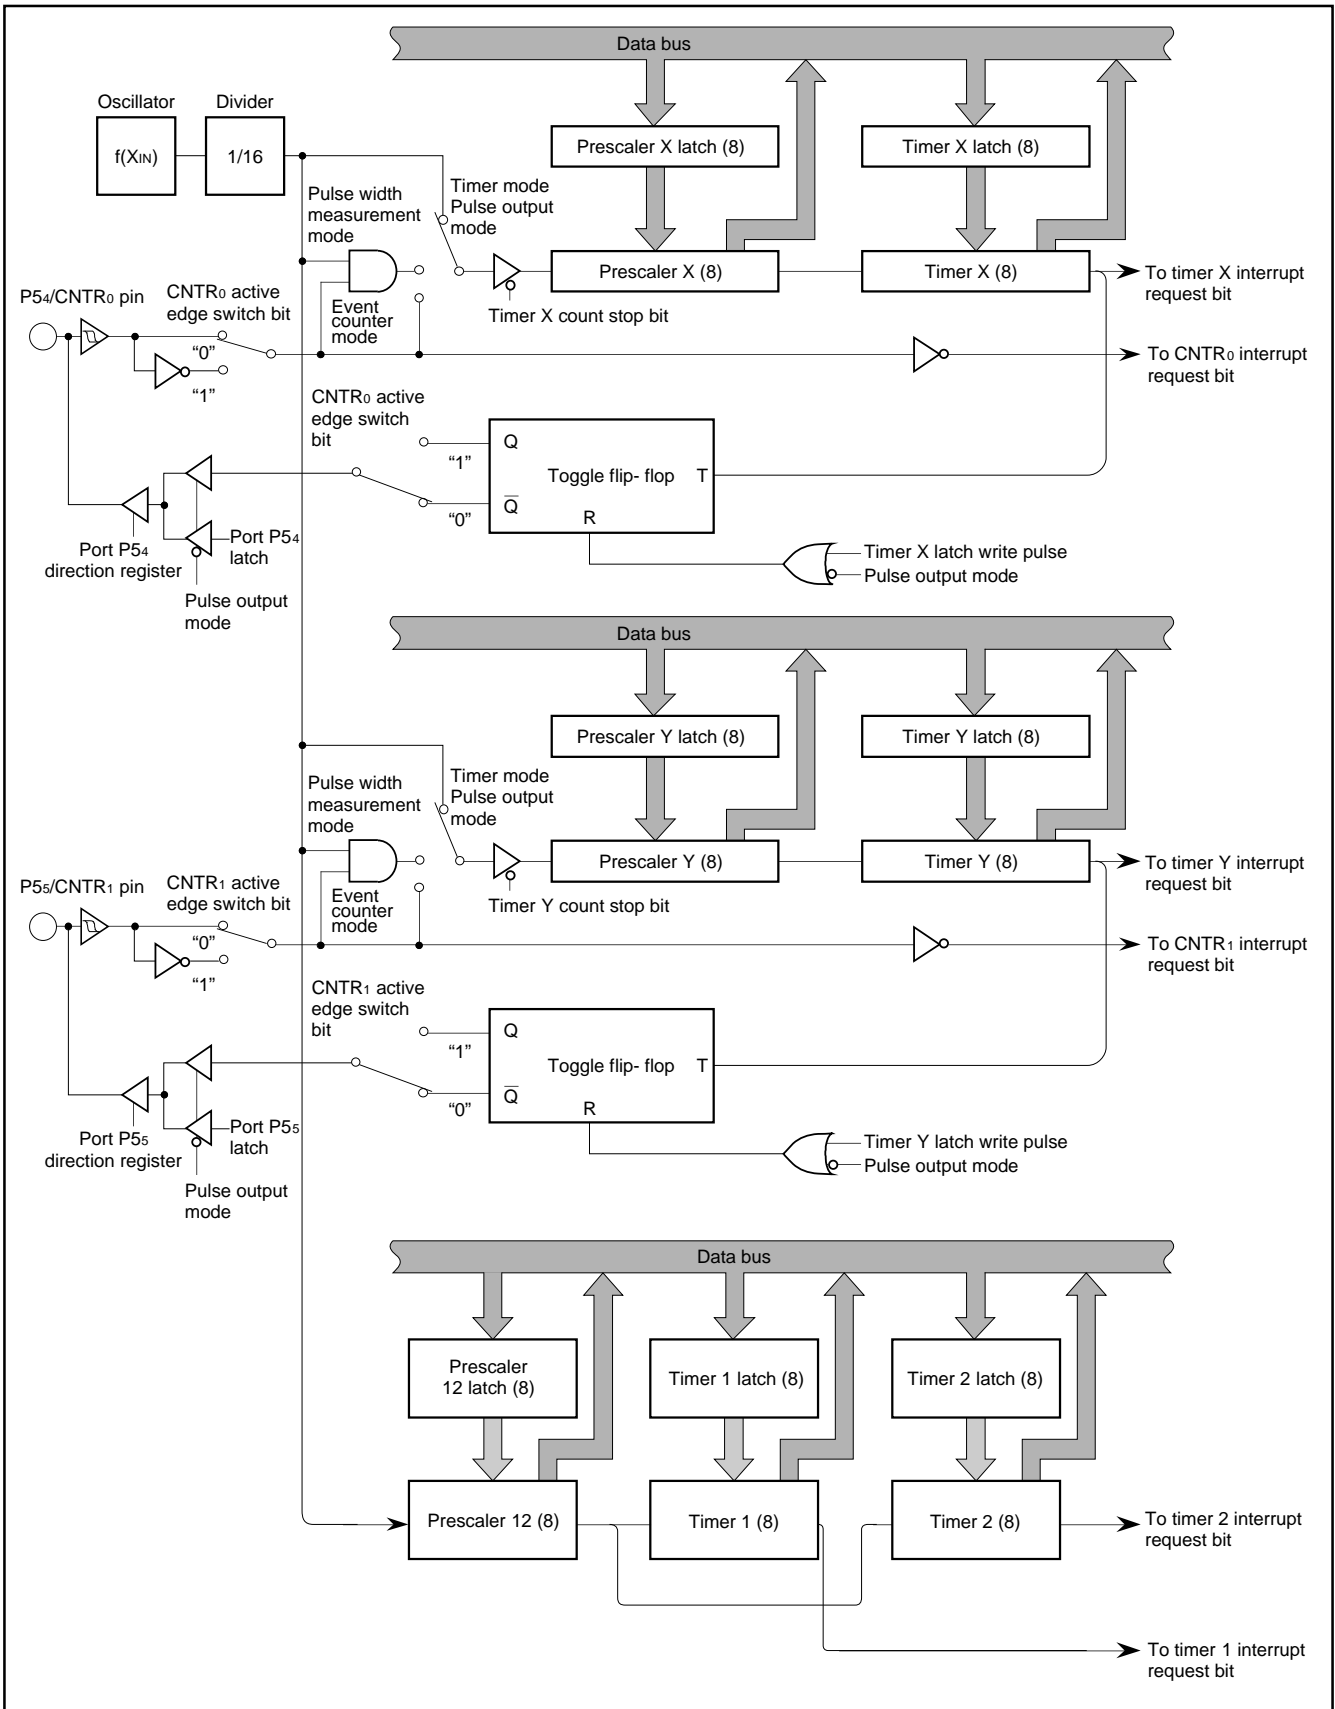 Data bus
Oscillator
Divider
f(XIN)
1/16
Prescaler X latch (8)
Timer X latch (8)
Pulse width
measurement
mode
Timer mode
Pulse output
mode
Prescaler X (8)
Timer X (8)
To timer X interrupt
request bit
P54/CNTR0 pin
CNTR0 active
edge switch bit
Event
counter
mode
Timer X count stop bit
“0”
“1”
To CNTR0 interrupt
request bit
CNTR0 active
edge switch
bit
“1”
“0”
Q
Toggle flip- flop
T
Q̅
R
Port P54
direction register
Port P54
latch
Pulse output
mode
Timer X latch write pulse
Pulse output mode
Data bus
Prescaler Y latch (8)
Timer Y latch (8)
Pulse width
measurement
mode
Timer mode
Pulse output
mode
Prescaler Y (8)
Timer Y (8)
To timer Y interrupt
request bit
P55/CNTR1 pin
CNTR1 active
edge switch bit
Event
counter
mode
Timer Y count stop bit
“0”
“1”
To CNTR1 interrupt
request bit
CNTR1 active
edge switch
bit
“1”
“0”
Q
Toggle flip- flop
T
Q̅
R
Port P55
direction register
Port P55
latch
Pulse output
mode
Timer Y latch write pulse
Pulse output mode
Data bus
Prescaler
12 latch (8)
Timer 1 latch (8)
Timer 2 latch (8)
Prescaler 12 (8)
Timer 1 (8)
Timer 2 (8)
To timer 2 interrupt
request bit
To timer 1 interrupt
request bit